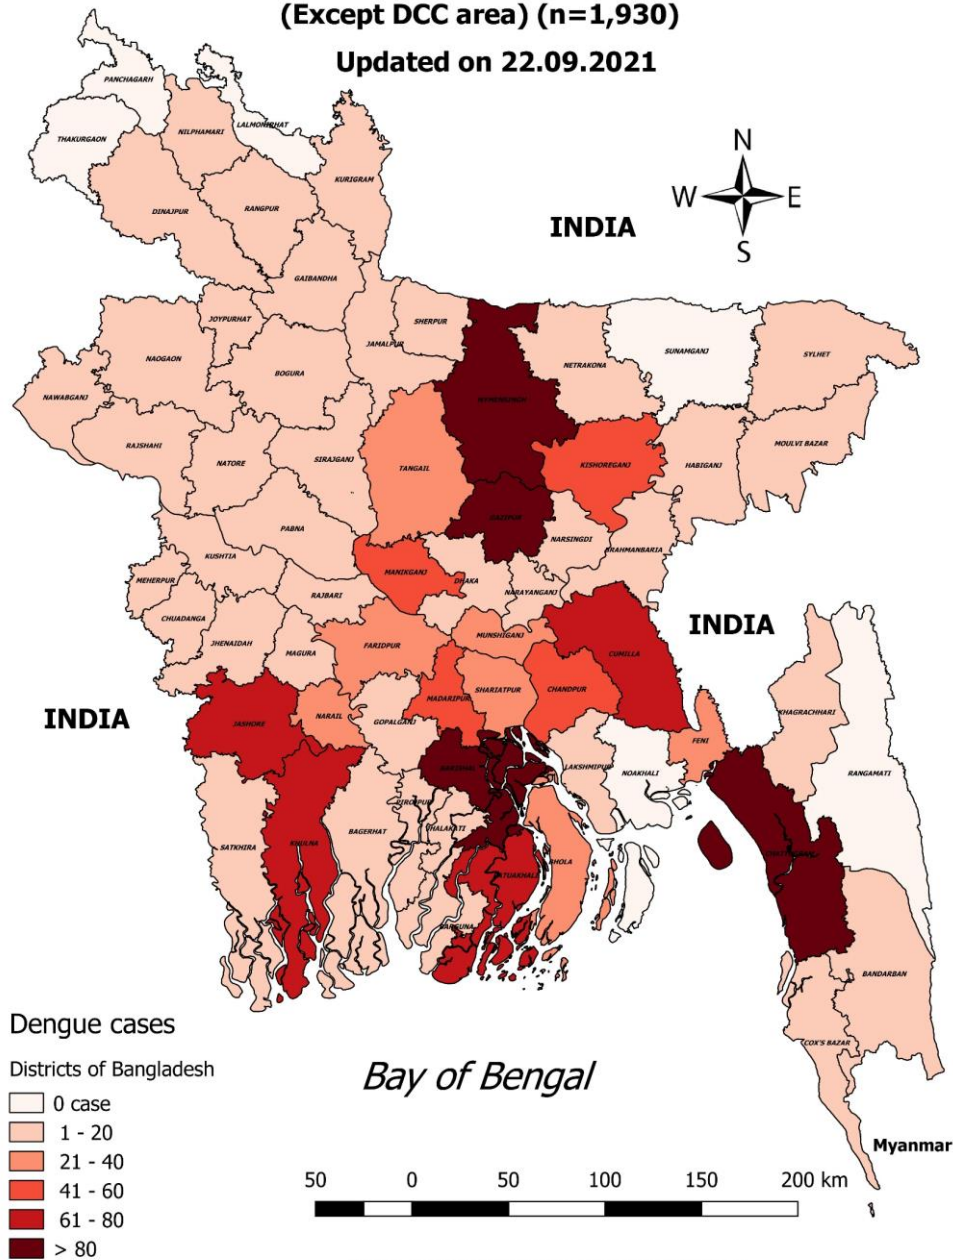 (Except DCC area) (n=1,930)
Updated on 22.09.2021
N
W
E
S
INDIA
PANCHAGARH
THAKURGAON
NILPHAMARI
LALMONIRHAT
KURIGRAM
DINAJPUR
RANGPUR
GAIBANDHA
JOYPURHAT
SHERPUR
JAMALPUR
NAOGAON
BOGURA
NETRAKONA
SUNAMGANJ
SYLHET
NAWABGANJ
RAJSHAHI
NATORE
SIRAJGANJ
TANGAIL
KISHOREGANJ
HABIGANJ
MOULVI BAZAR
GAZIPUR
PABNA
NARSINGDI
BRAHMANBARIA
KUSHTIA
MEHERPUR
MANIKGANJ
DHAKA
NARAYANGANJ
RAJBARI
CHUADANGA
JHENAIDAH
MAGURA
FARIDPUR
MUNSHIGANJ
CUMILLA
INDIA
INDIA
JASHORE
NARAIL
GOPALGANJ
MADARIPUR
SHARIATPUR
CHANDPUR
FENI
KHAGRACHHARI
RANGAMATI
LAKSHMIPUR
NOAKHALI
BARISHAL
PIROJPUR
JHALAKATI
SATKHIRA
KHULNA
BAGERHAT
PATUAKHALI
BHOLA
BARGUNA
BANDARBAN
COX'S BAZAR
Bay of Bengal
Myanmar
Dengue cases
Districts of Bangladesh
0 case
1 - 20
21 - 40
41 - 60
61 - 80
> 80
50 0 50 100 150 200 km